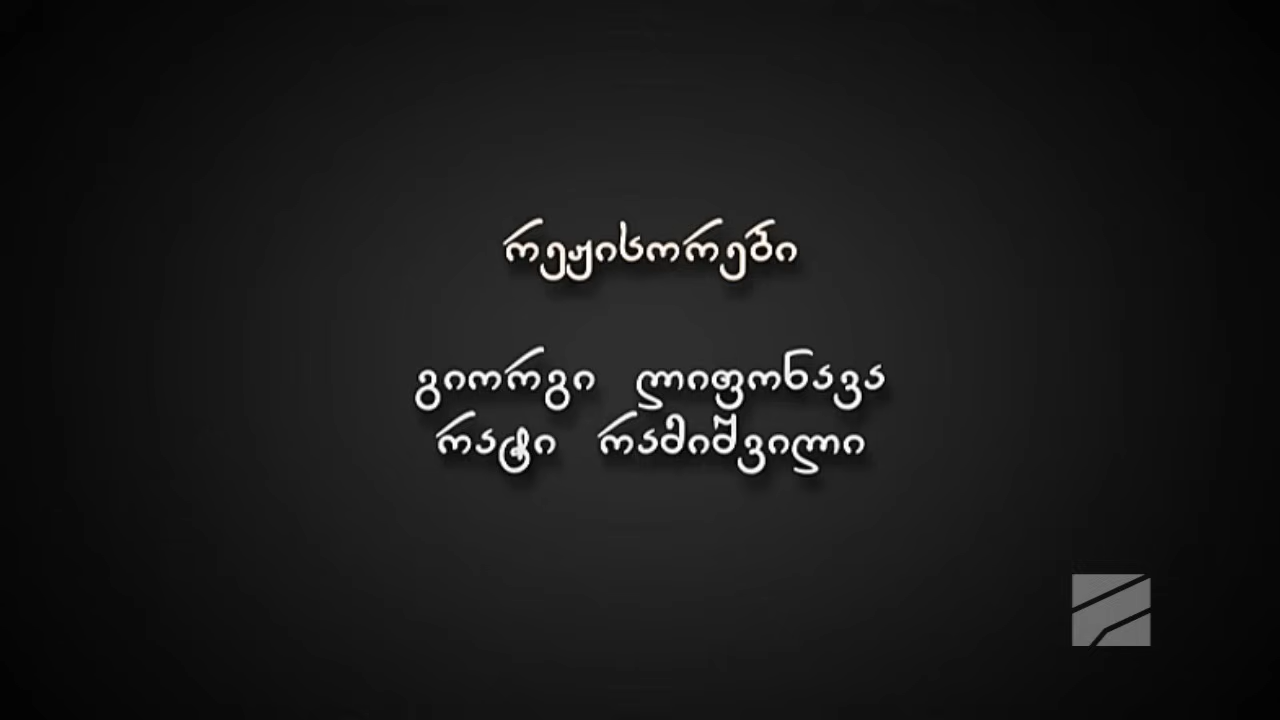 რეჟისორები
გიორგი ლიფონავა
რატი რამიშვილი